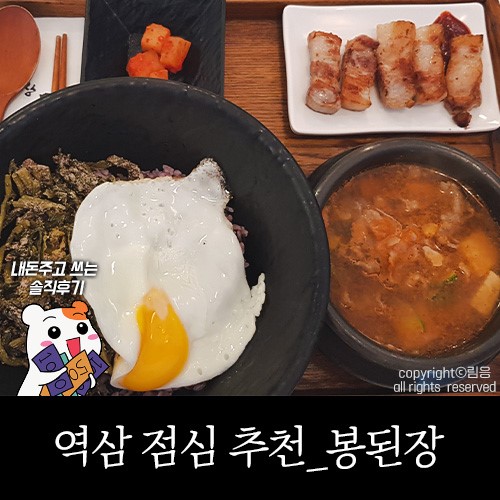 내돈주고 쓰는
솔직후기
copyright©림응
all rights reserved
역삼 점심 추천_봉된장